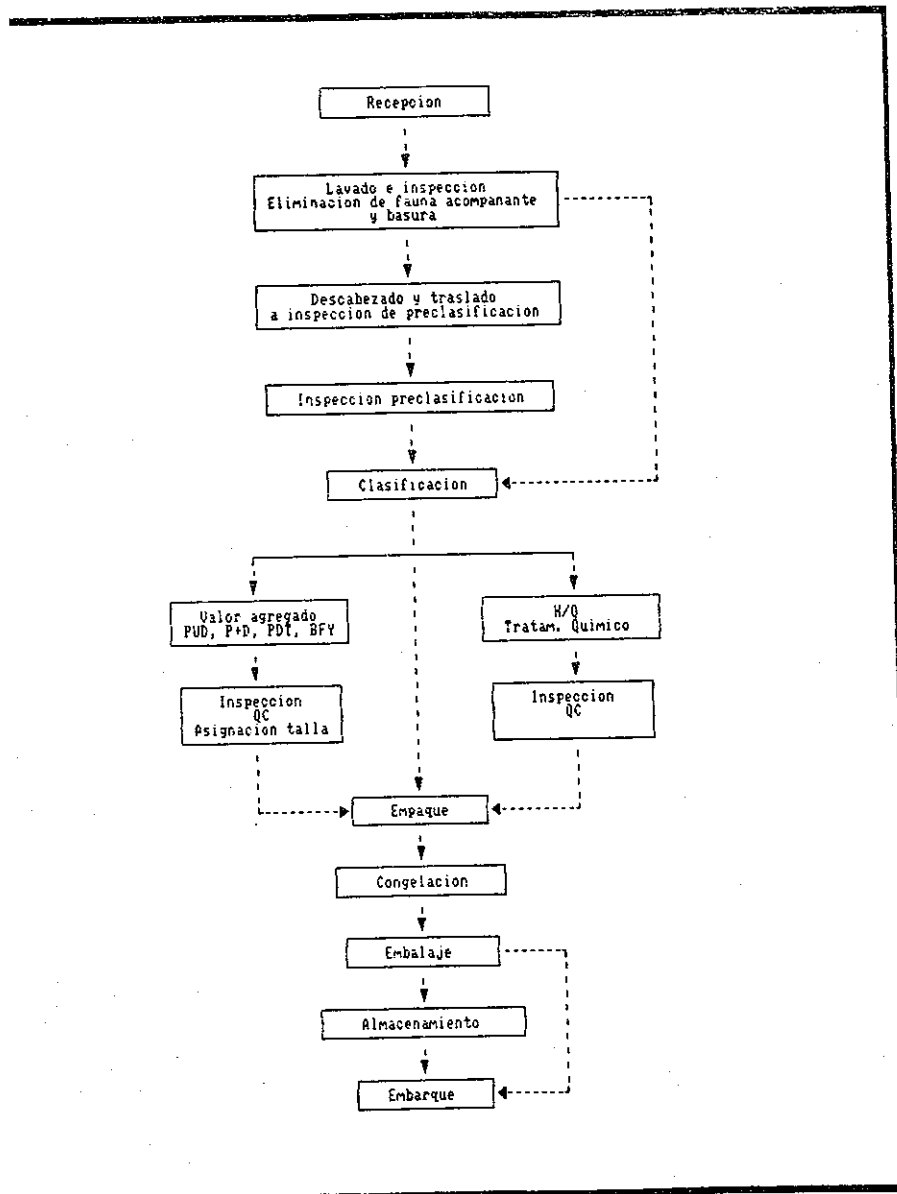 Recepcion
Lavado e inspeccion
Eliminacion de fauna acompanante
y basura
Descabezado y traslado
a inspeccion de preclasificacion
Inspeccion preclasificacion
Clasificacion
Valor agregado
PUD, P+D, PDT, BFY
Inspeccion
QC
Asignacion talla
Tratam. Quimico
Inspeccion
QC
Empaque
Congelacion
Embalaje
Almacenamiento
Embarque